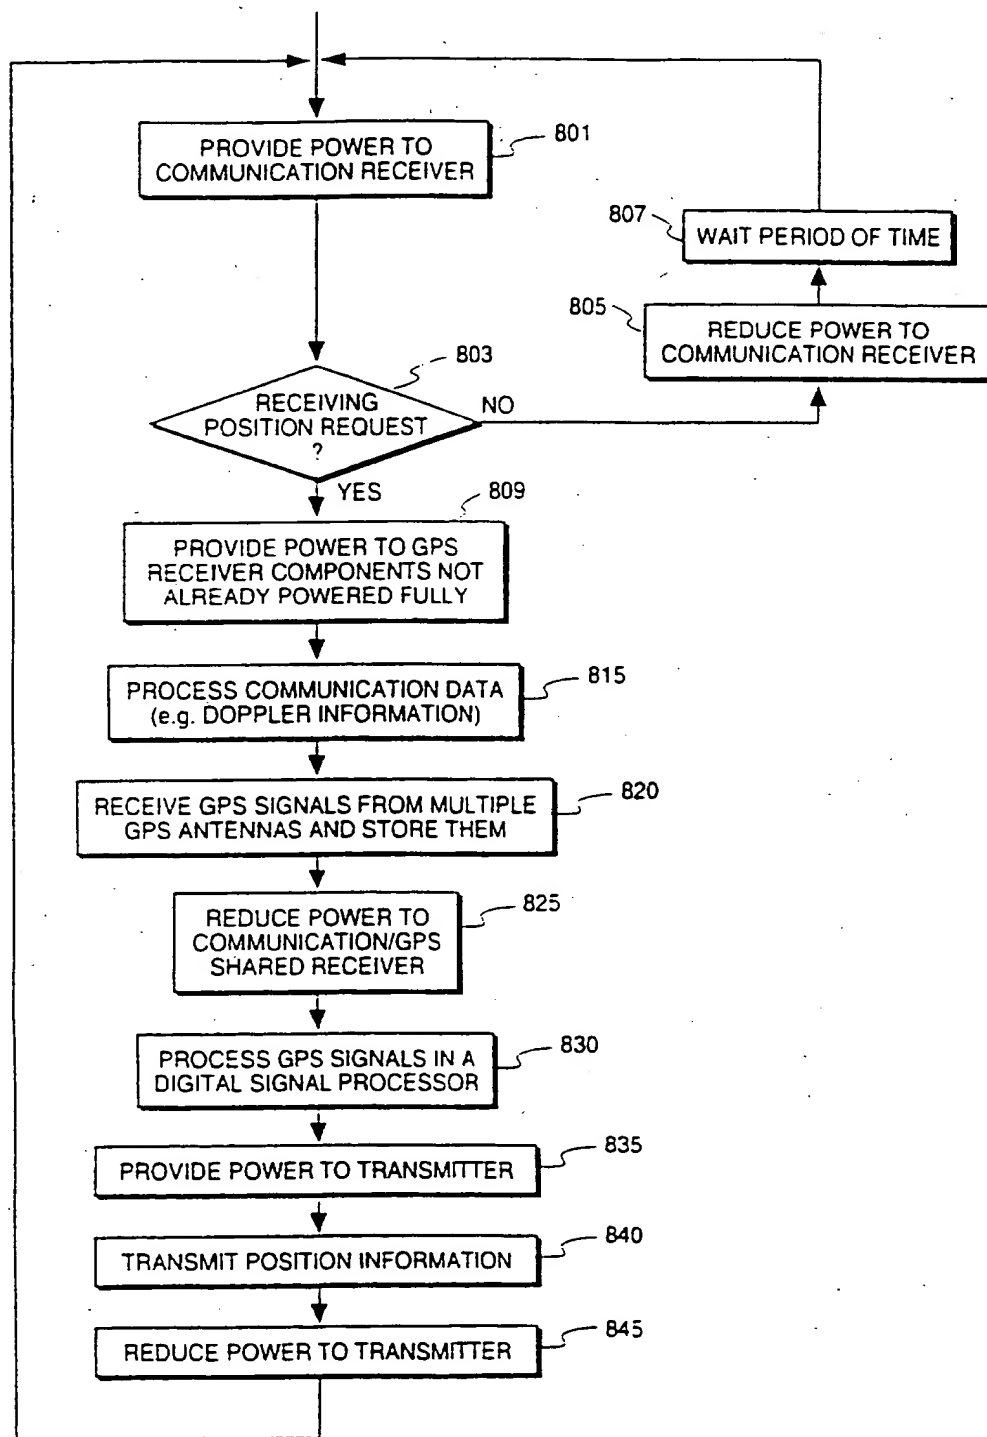 PROVIDE POWER TO
COMMUNICATION RECEIVER
801
807
WAIT PERIOD OF TIME
805
REDUCE POWER TO
COMMUNICATION RECEIVER
803
RECEIVING
POSITION REQUEST
?
NO
YES
809
PROVIDE POWER TO GPS
RECEIVER COMPONENTS NOT
ALREADY POWERED FULLY
PROCESS COMMUNICATION DATA
(e.g. DOPPLER INFORMATION)
815
RECEIVE GPS SIGNALS FROM MULTIPLE
GPS ANTENNAS AND STORE THEM
820
REDUCE POWER TO
COMMUNICATION/GPS
SHARED RECEIVER
825
PROCESS GPS SIGNALS IN A
DIGITAL SIGNAL PROCESSOR
830
PROVIDE POWER TO TRANSMITTER
835
TRANSMIT POSITION INFORMATION
840
REDUCE POWER TO TRANSMITTER
845